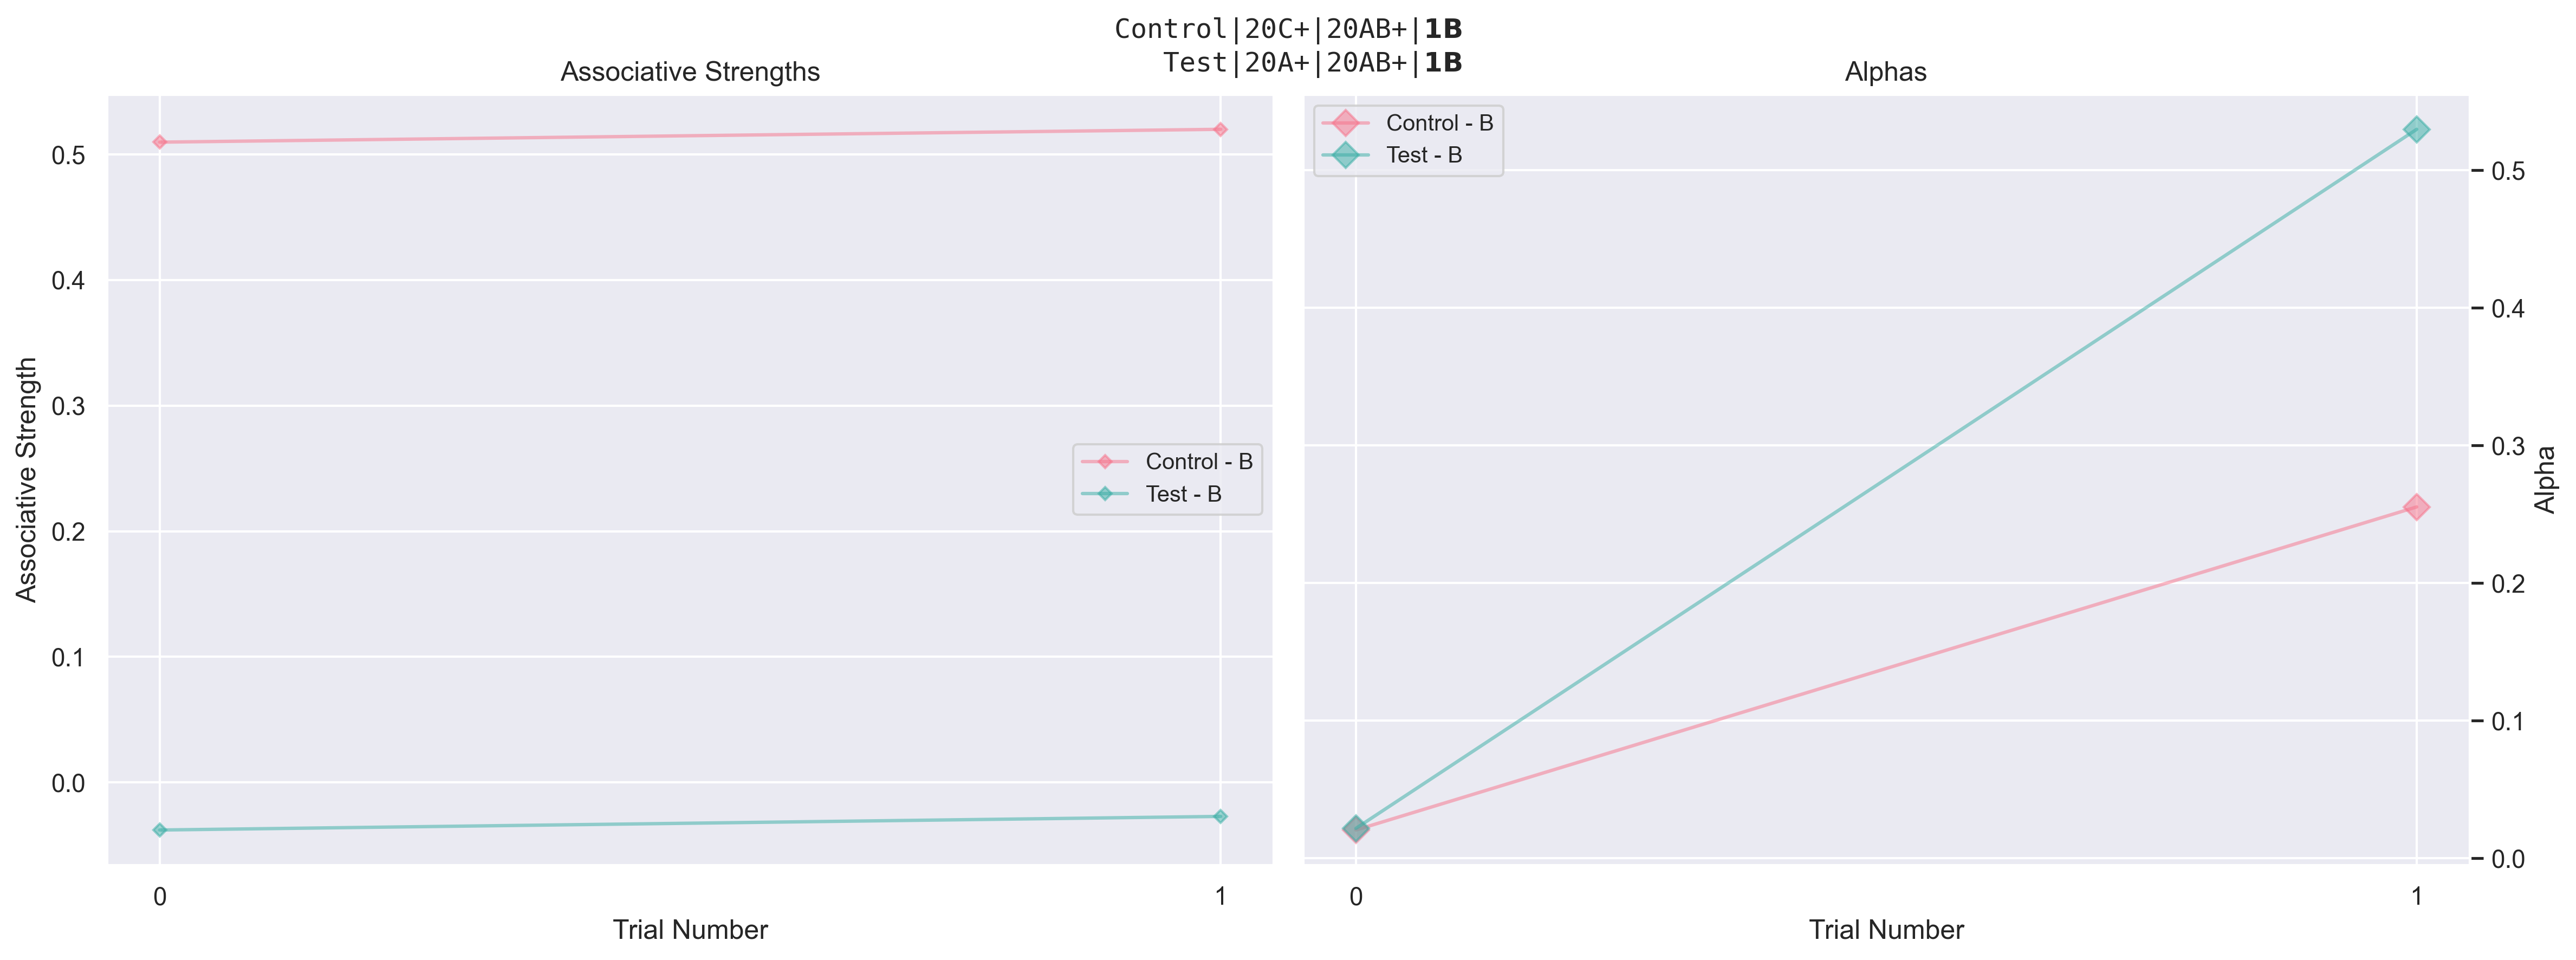 Control|20C+|20AB+|1B
Test|20A+|20AB+|1B
Associative Strengths
Associative Strength
0.5
0.4
0.3
0.2
0.1
0.0
Control - B
Test - B
0
1
Trial Number
Alphas
Control - B
Test - B
0.5
0.4
0.3
0.2
0.1
0.0
Alpha
0
1
Trial Number